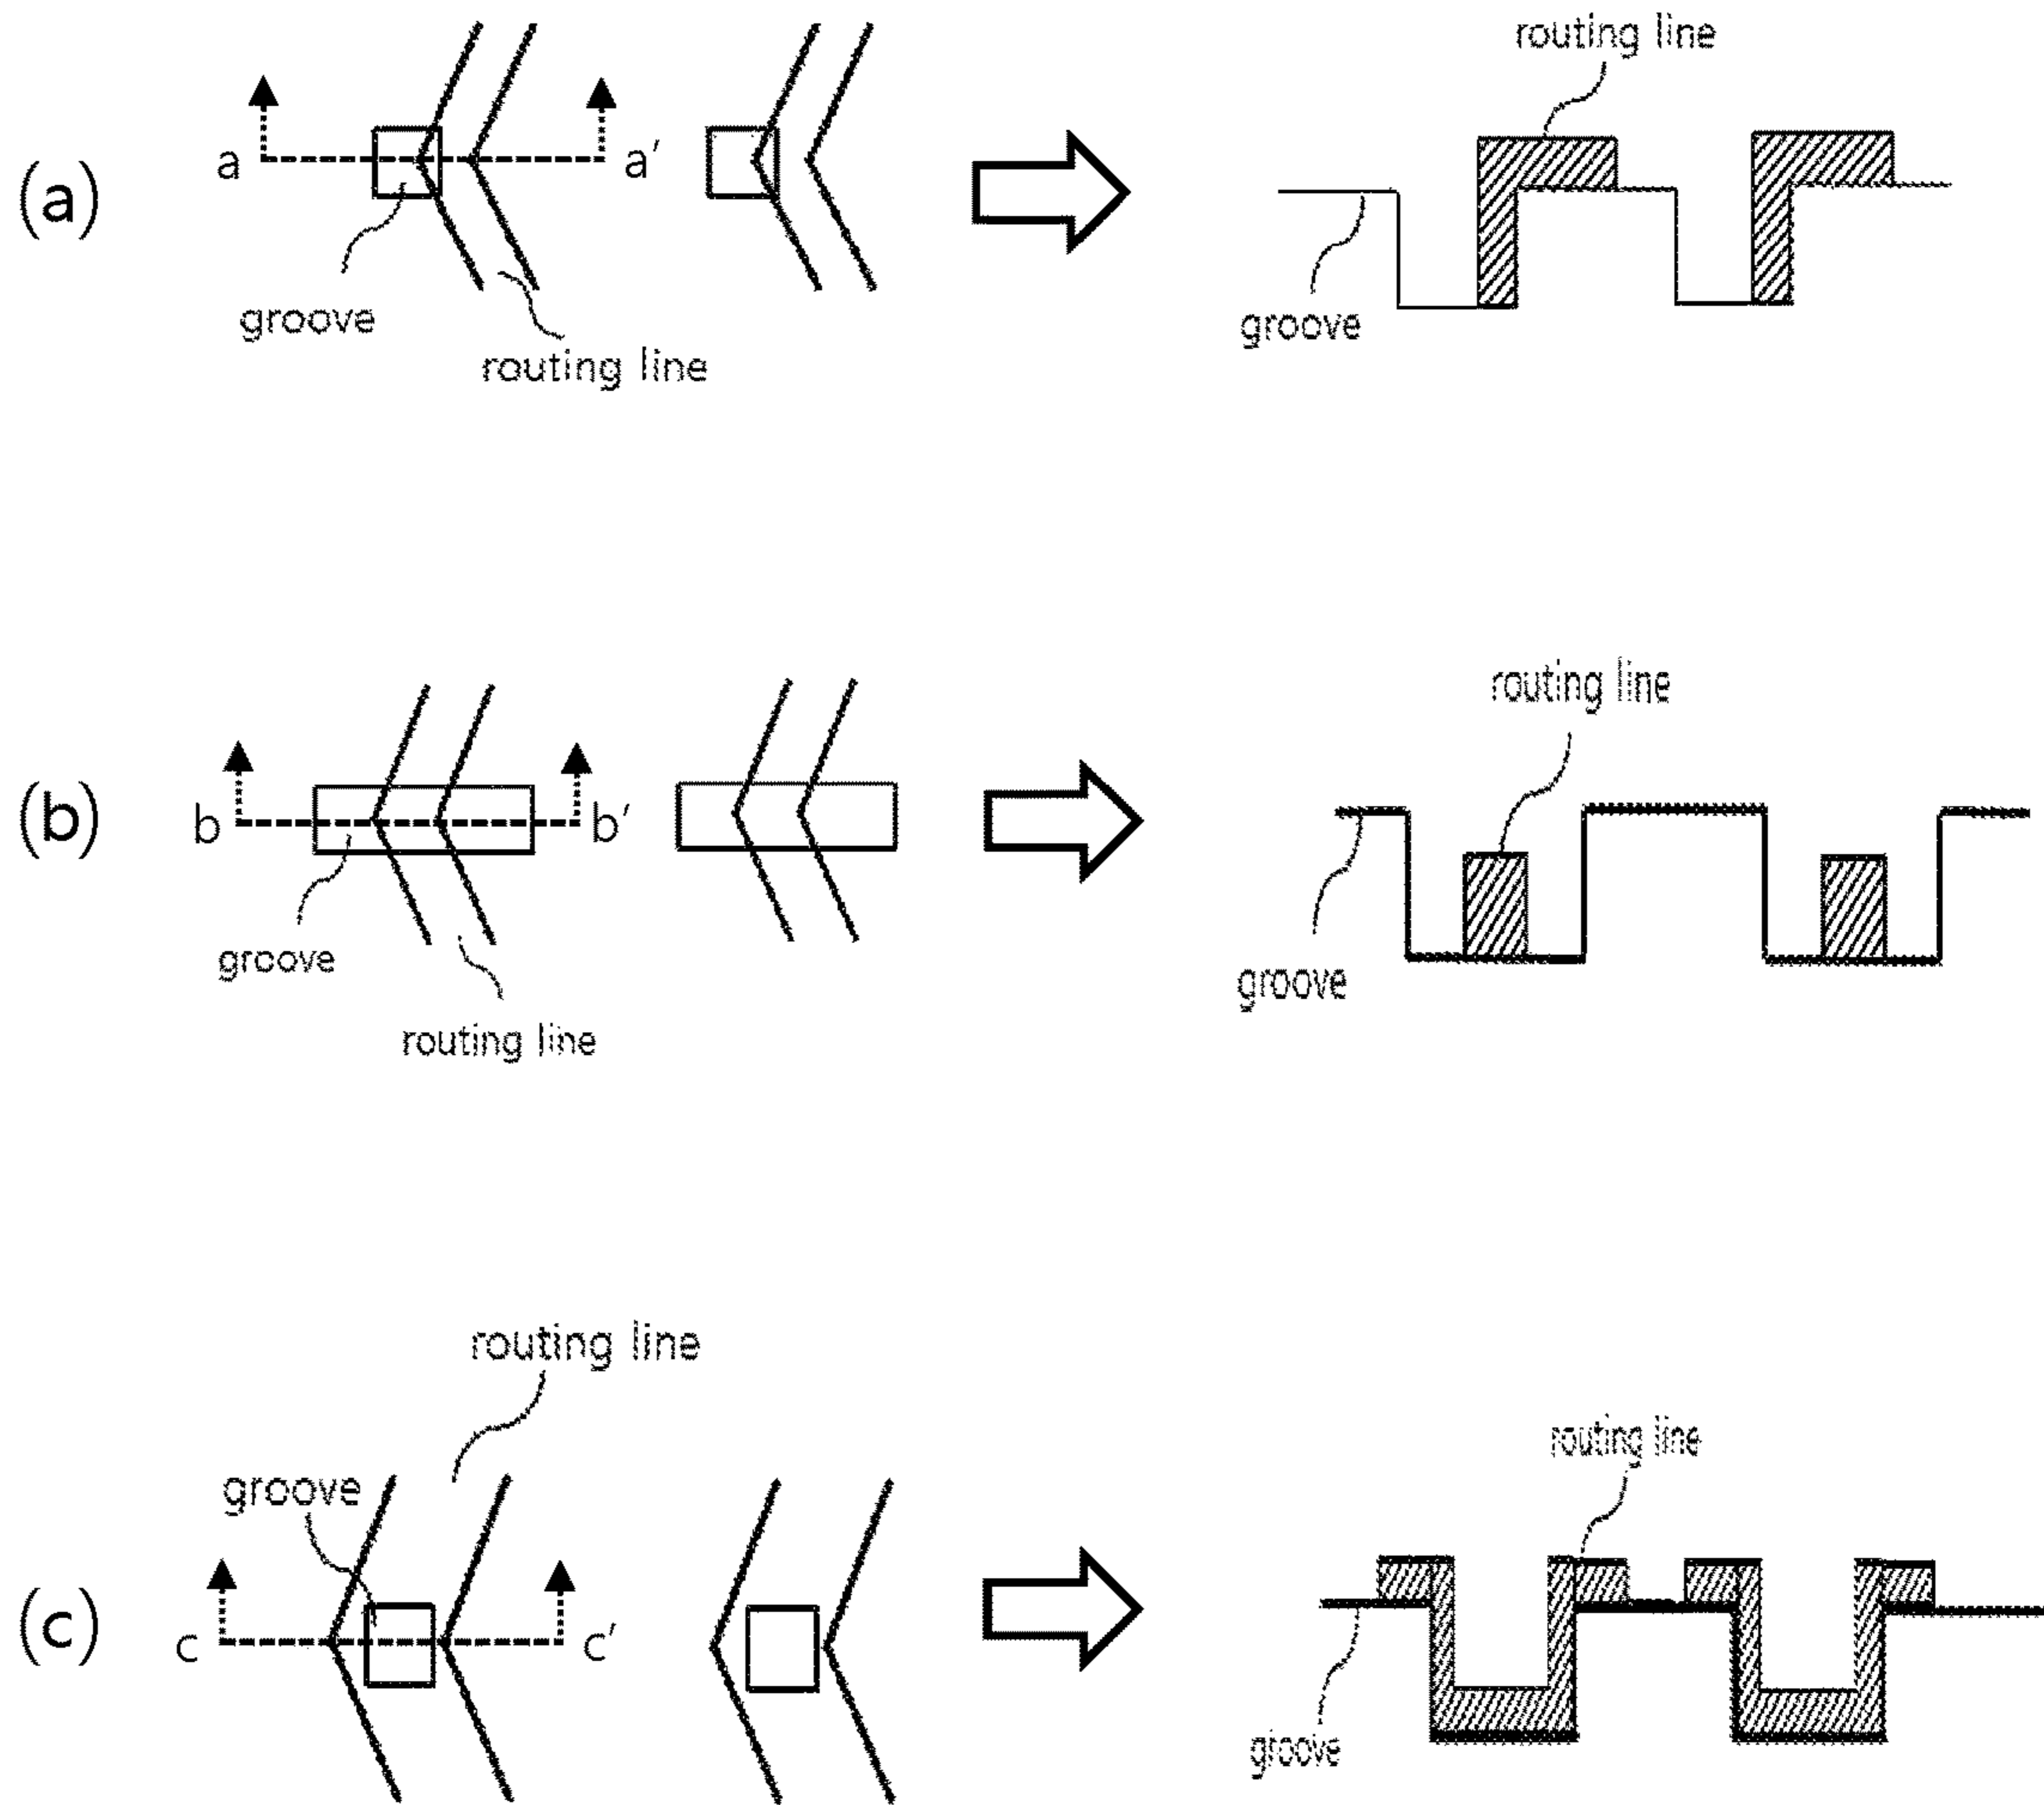 routing line
(a)
a
a′
groove
routing line
groove
routing line
(b)
b
b′
groove
routing line
groove
routing line
routing line
groove
(c)
c
c′
groove